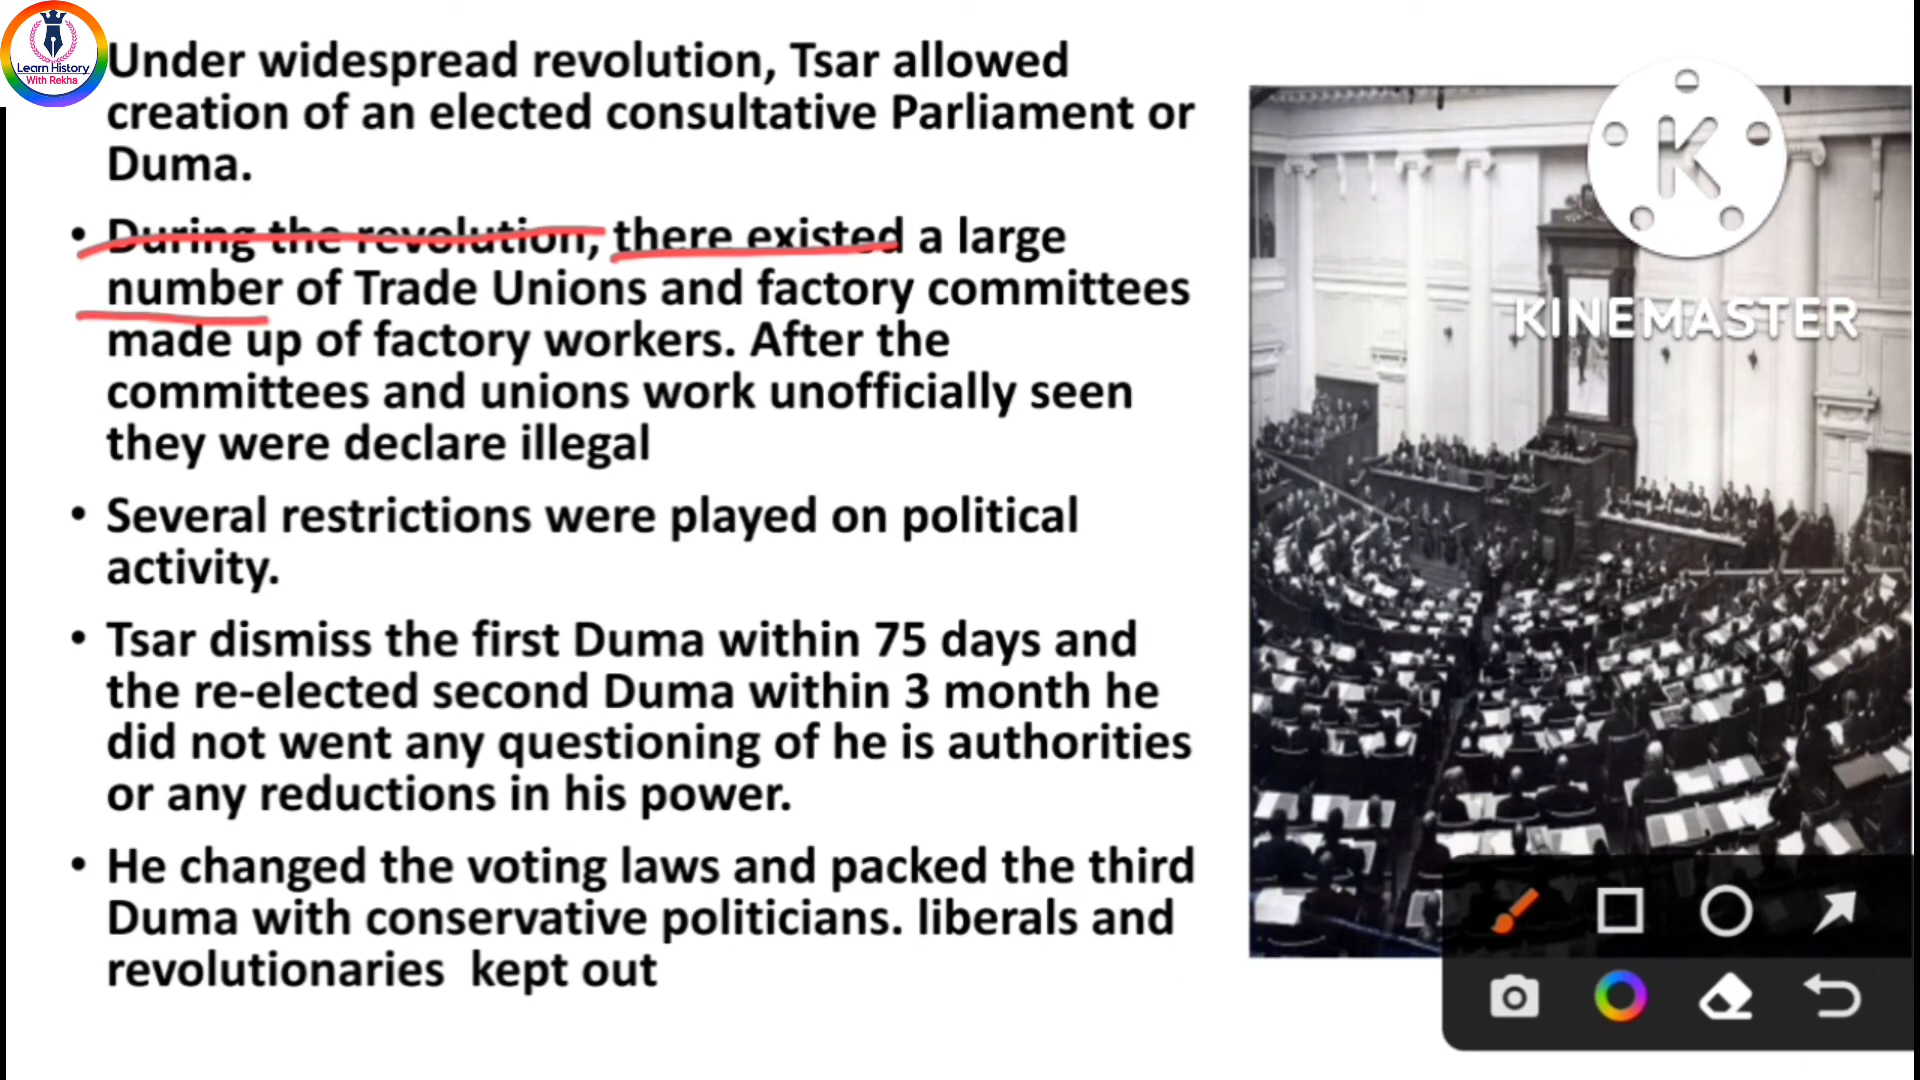 Learn History
With Rekha
Under widespread revolution, Tsar allowed
creation of an elected consultative Parliament or
Duma.
• During the revolution, there existed a large
number of Trade Unions and factory committees
made up of factory workers. After the
committees and unions work unofficially seen
they were declare illegal
• Several restrictions were played on political
activity.
• Tsar dismiss the first Duma within 75 days and
the re-elected second Duma within 3 month he
did not went any questioning of he is authorities
or any reductions in his power.
• He changed the voting laws and packed the third
Duma with conservative politicians. liberals and
revolutionaries  kept out
K
KINEMASTER